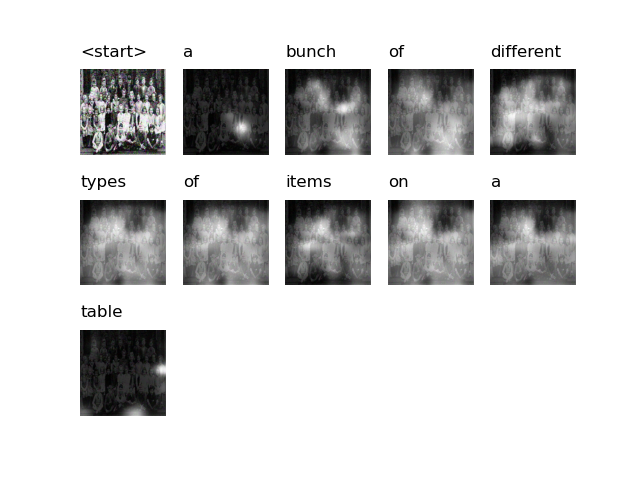 <start> a bunch of different
types of items on a
table